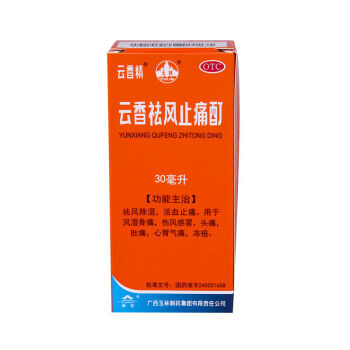 云香精
OTC
云香祛风止痛酊
YUNXIANG QUFENG ZHITONG DING
30毫升
【功能主治】
祛风除湿，活血止痛。用于
风湿骨痛，伤风感冒，头痛，
肚痛，心胃气痛，冻疮。
批准文号：国药准字Z45021658
广西玉林制药集团有限责任公司